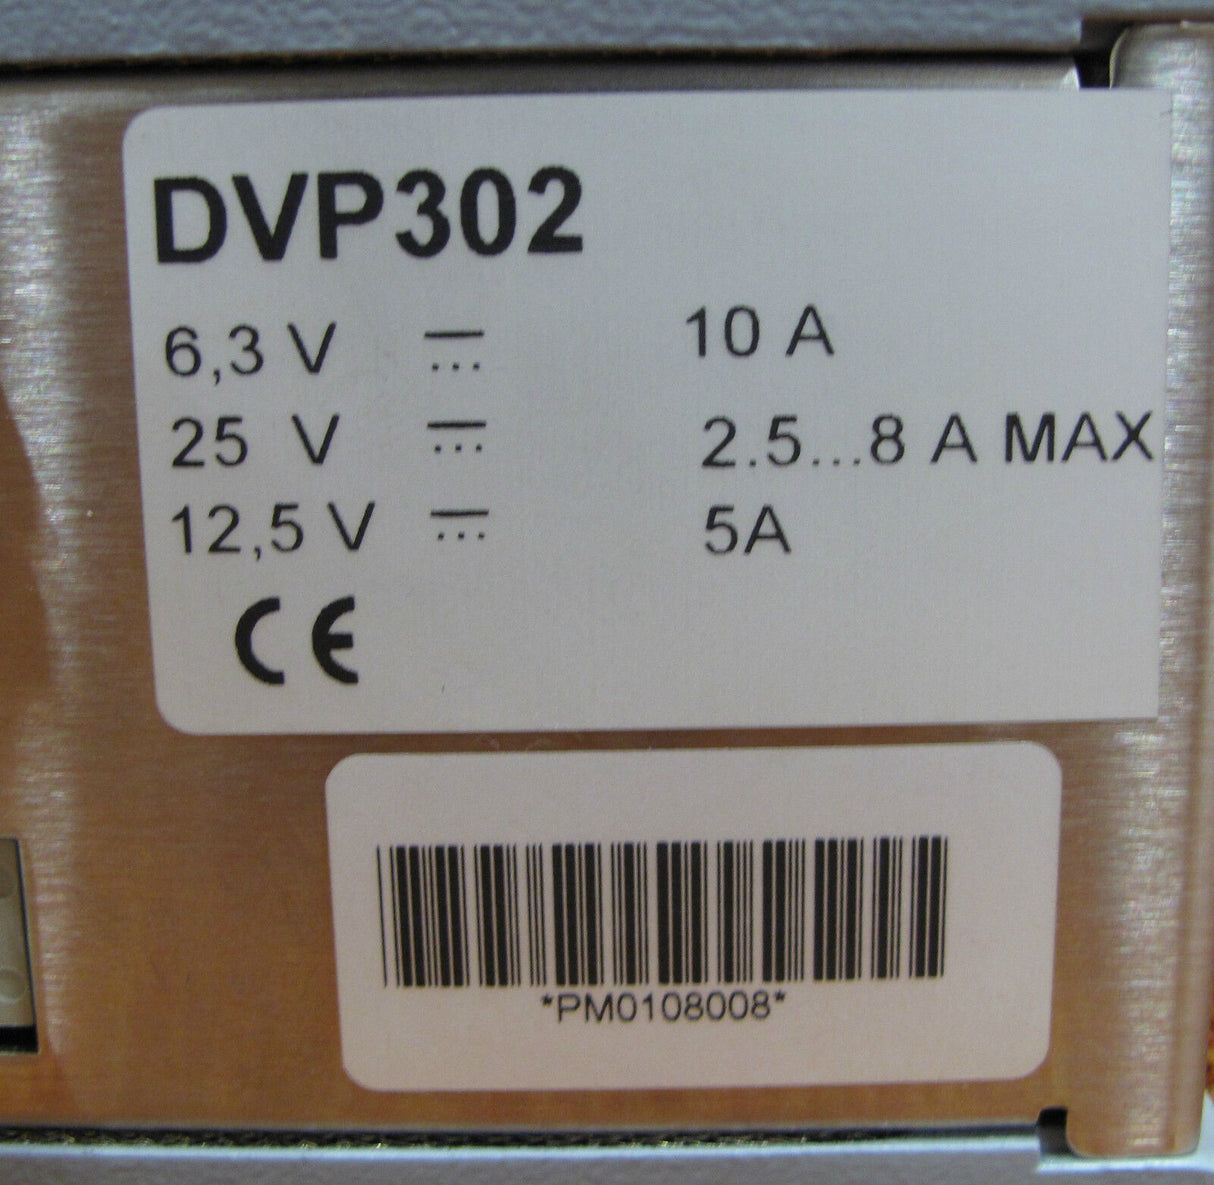 DVP302
6,3 V ⎓ 10 A
25 V ⎓ 2.5...8 A MAX
12,5 V ⎓ 5A
CE
*PM0108008*